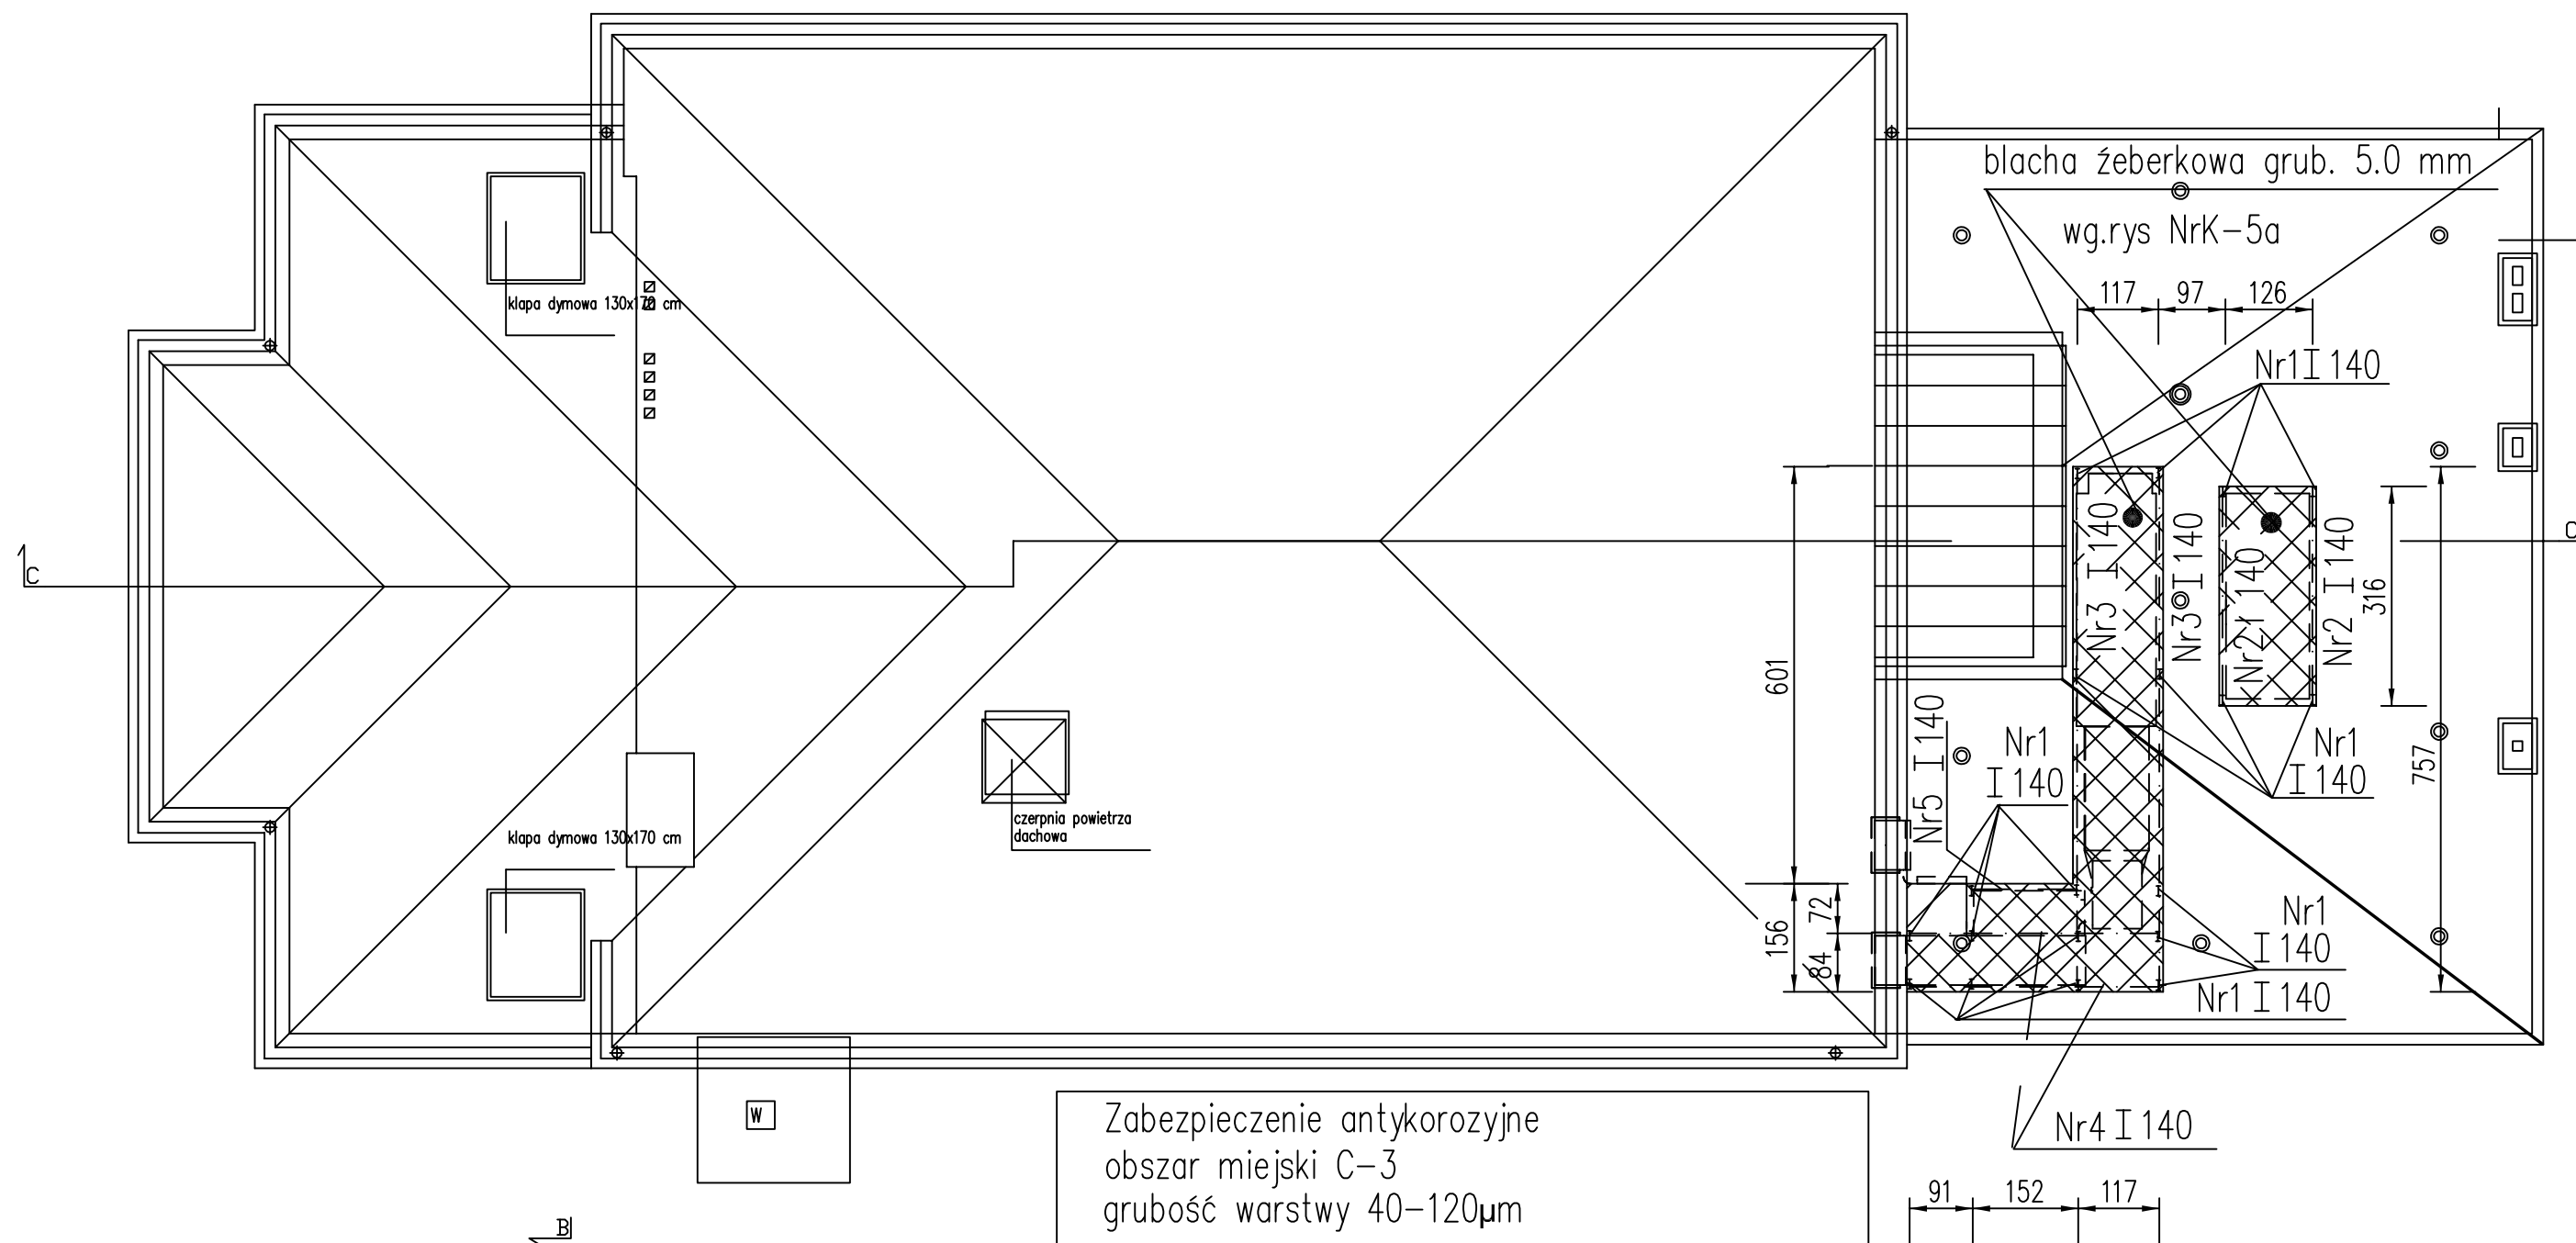 blacha źeberkowa grub. 5.0 mm
wg.rys NrK-5a
117
97
126
klapa dymowa 130x170 cm
Nr1 I 140
Nr3 I 140
Nr3 I 140
Nr2 I 140
Nr2 I 140
316
C
C
601
757
Nr5 I 140
Nr1
I 140
Nr1
I 140
czerpnia powietrza
dachowa
klapa dymowa 130x170 cm
156
72
84
Nr1
I 140
Nr1 I 140
W
Zabezpieczenie antykorozyjne
obszar miejski C-3
grubość warstwy 40-120µm
Nr4 I 140
91
152
117
B